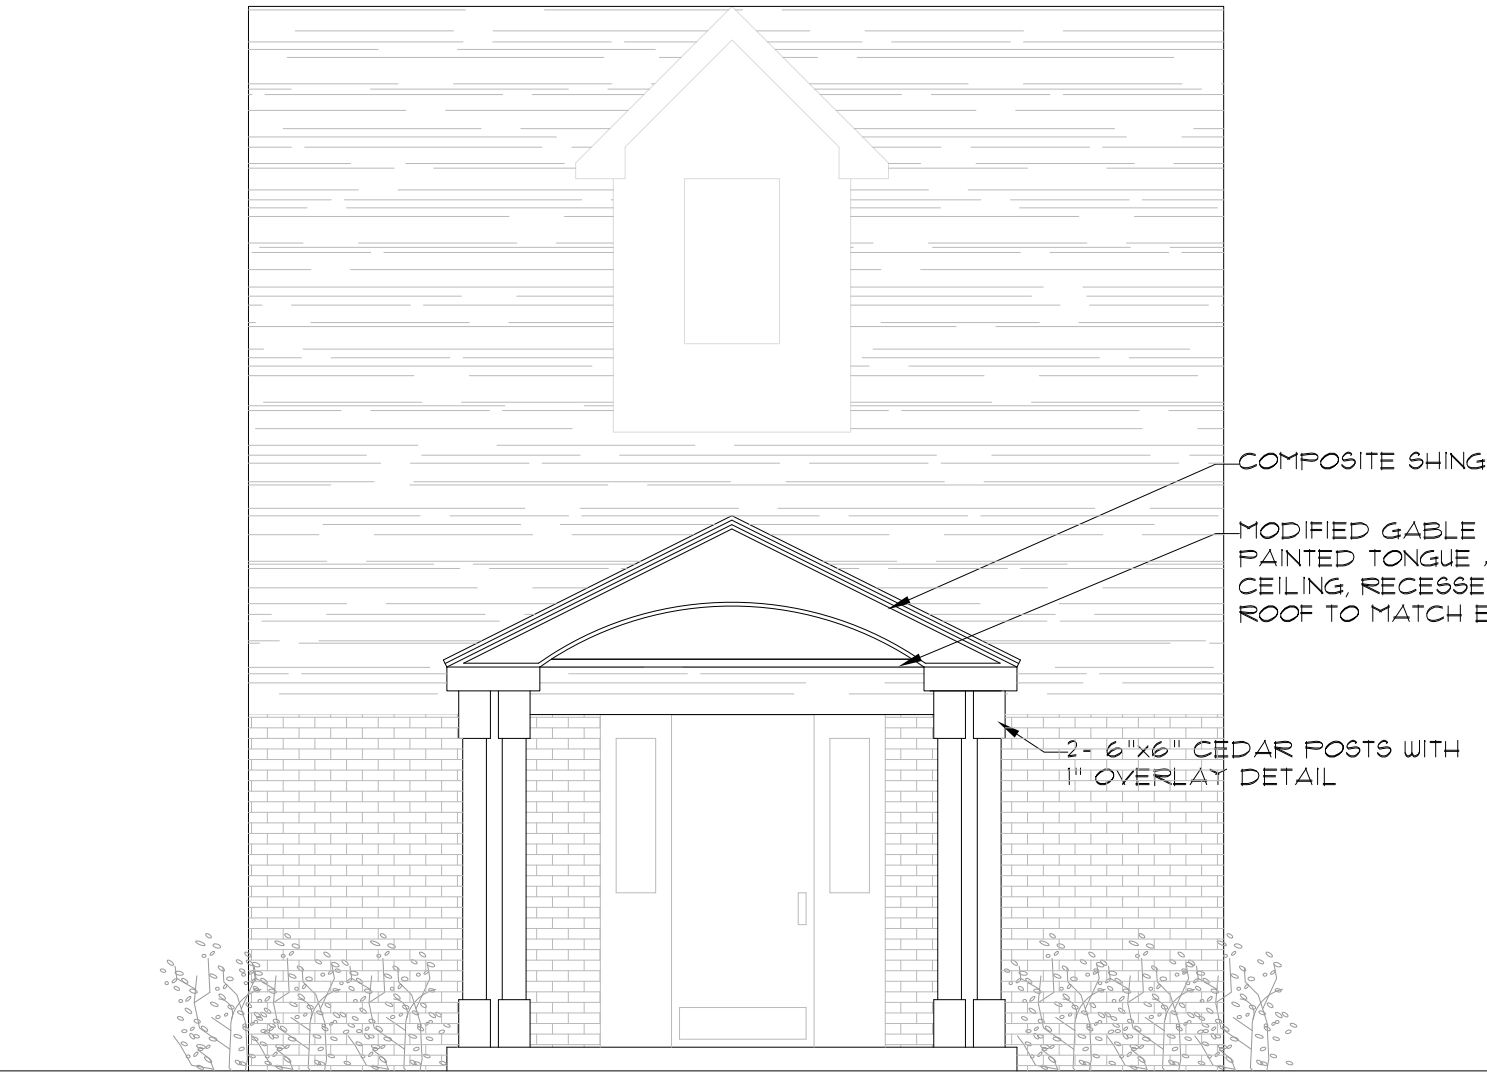 COMPOSITE SHING
MODIFIED GABLE
PAINTED TONGUE
CEILING, RECESSE
ROOF TO MATCH E
2- 6"x6" CEDAR POSTS WITH
1" OVERLAY DETAIL